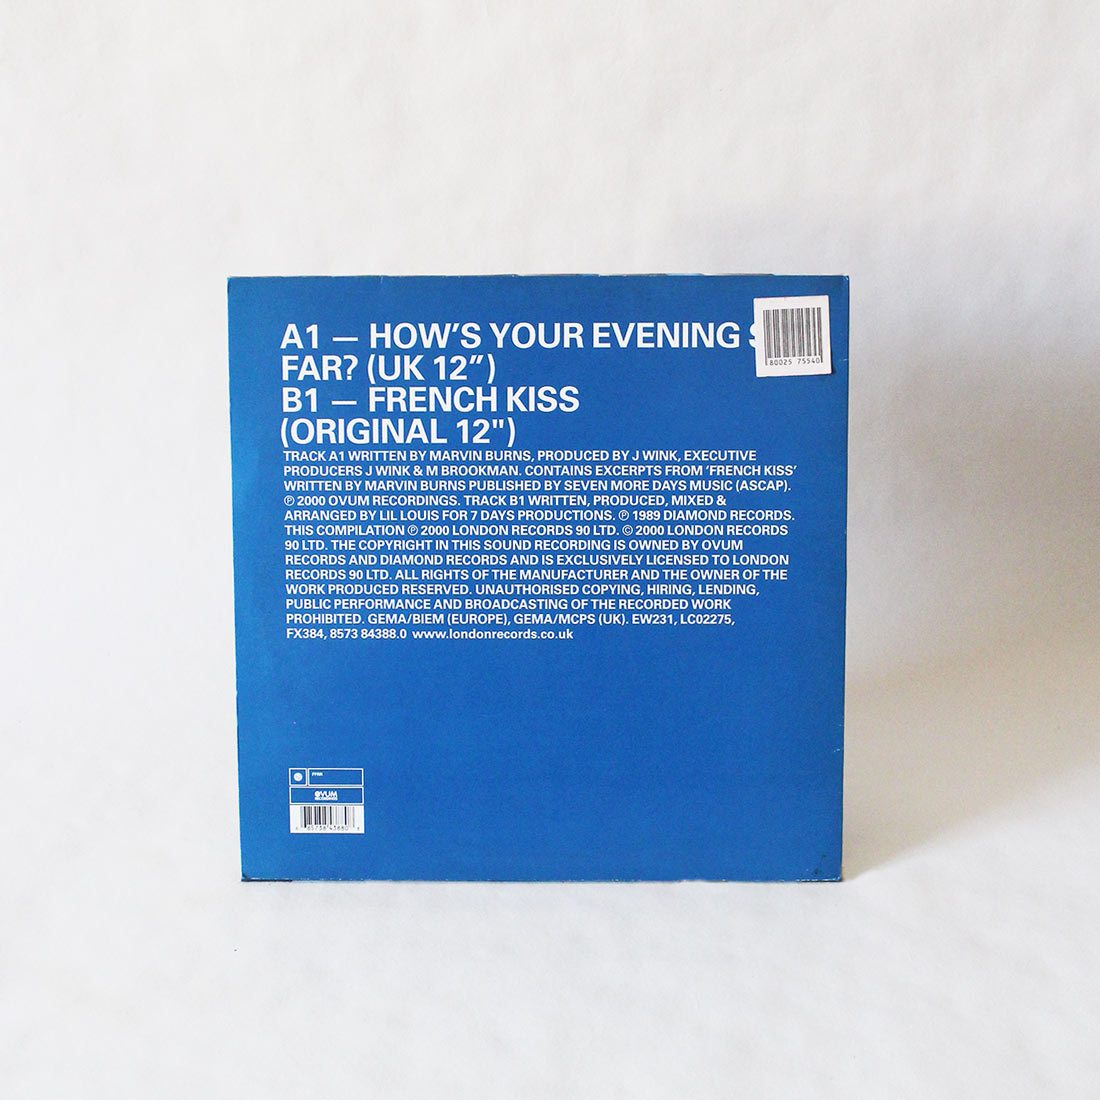 A1 – HOW'S YOUR EVENING
FAR? (UK 12")
B1 – FRENCH KISS
(ORIGINAL 12")
TRACK A1 WRITTEN BY MARVIN BURNS, PRODUCED BY J WINK, EXECUTIVE
PRODUCERS J WINK & M BROOKMAN. CONTAINS EXCERPTS FROM 'FRENCH KISS'
WRITTEN BY MARVIN BURNS PUBLISHED BY SEVEN MORE DAYS MUSIC (ASCAP).
℗ 2000 OVUM RECORDINGS. TRACK B1 WRITTEN, PRODUCED, MIXED &
ARRANGED BY LIL LOUIS FOR 7 DAYS PRODUCTIONS. ℗ 1989 DIAMOND RECORDS.
THIS COMPILATION ℗ 2000 LONDON RECORDS 90 LTD. © 2000 LONDON RECORDS
90 LTD. THE COPYRIGHT IN THIS SOUND RECORDING IS OWNED BY OVUM
RECORDS AND DIAMOND RECORDS AND IS EXCLUSIVELY LICENSED TO LONDON
RECORDS 90 LTD. ALL RIGHTS OF THE MANUFACTURER AND THE OWNER OF THE
WORK PRODUCED RESERVED. UNAUTHORISED COPYING, HIRING, LENDING,
PUBLIC PERFORMANCE AND BROADCASTING OF THE RECORDED WORK
PROHIBITED. GEMA/BIEM (EUROPE), GEMA/MCPS (UK). EW231, LC02275,
FX384, 8573 84388.0 www.londonrecords.co.uk
80025 75540
FFRR
OVUM
RECORDINGS